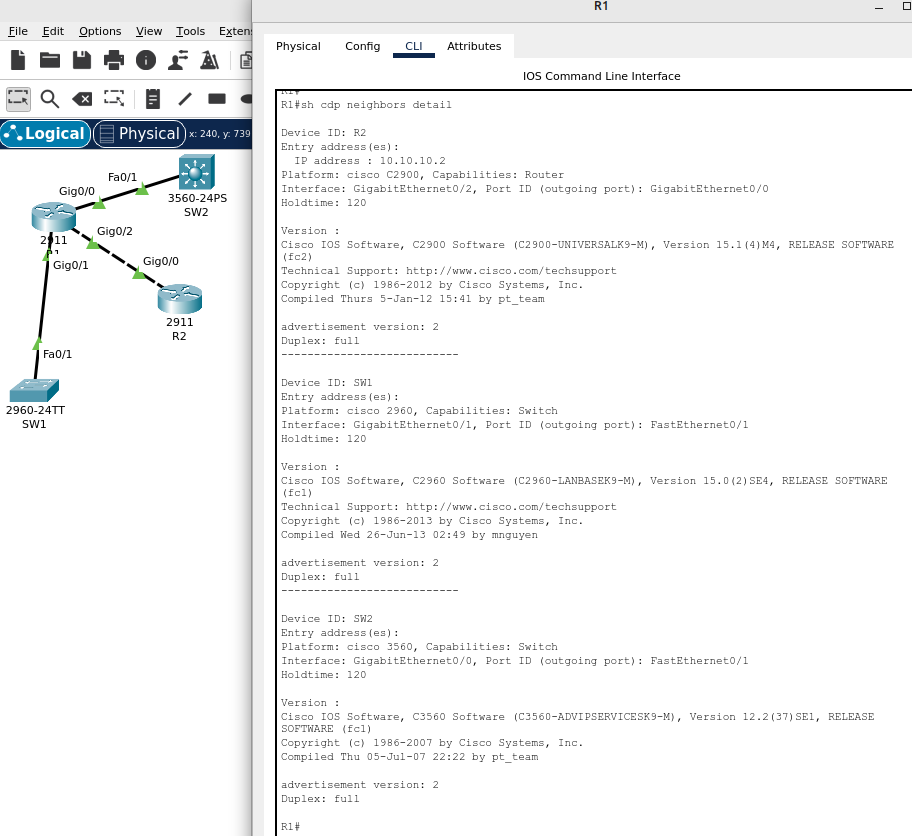 R1
File Edit Options View Tools Exten
Physical Config CLI Attributes
IOS Command Line Interface
Logical Physical x: 240, y: 739
Fa0/1
Gig0/0
3560-24PS
SW2
2911
R1
Gig0/2
Gig0/1
Gig0/0
2911
R2
Fa0/1
2960-24TT
SW1
R1#
R1#sh cdp neighbors detail
Device ID: R2
Entry address(es):
IP address : 10.10.10.2
Platform: cisco C2900, Capabilities: Router
Interface: GigabitEthernet0/2, Port ID (outgoing port): GigabitEthernet0/0
Holdtime: 120
Version :
Cisco IOS Software, C2900 Software (C2900-UNIVERSALK9-M), Version 15.1(4)M4, RELEASE SOFTWARE
(fc2)
Technical Support: http://www.cisco.com/techsupport
Copyright (c) 1986-2012 by Cisco Systems, Inc.
Compiled Thurs 5-Jan-12 15:41 by pt_team
advertisement version: 2
Duplex: full
---------------------------
Device ID: SW1
Entry address(es):
Platform: cisco 2960, Capabilities: Switch
Interface: GigabitEthernet0/1, Port ID (outgoing port): FastEthernet0/1
Holdtime: 120
Version :
Cisco IOS Software, C2960 Software (C2960-LANBASEK9-M), Version 15.0(2)SE4, RELEASE SOFTWARE
(fc1)
Technical Support: http://www.cisco.com/techsupport
Copyright (c) 1986-2013 by Cisco Systems, Inc.
Compiled Wed 26-Jun-13 02:49 by mnguyen
advertisement version: 2
Duplex: full
---------------------------
Device ID: SW2
Entry address(es):
Platform: cisco 3560, Capabilities: Switch
Interface: GigabitEthernet0/0, Port ID (outgoing port): FastEthernet0/1
Holdtime: 120
Version :
Cisco IOS Software, C3560 Software (C3560-ADVIPSERVICESK9-M), Version 12.2(37)SE1, RELEASE
SOFTWARE (fc1)
Copyright (c) 1986-2007 by Cisco Systems, Inc.
Compiled Thu 05-Jul-07 22:22 by pt_team
advertisement version: 2
Duplex: full
R1#